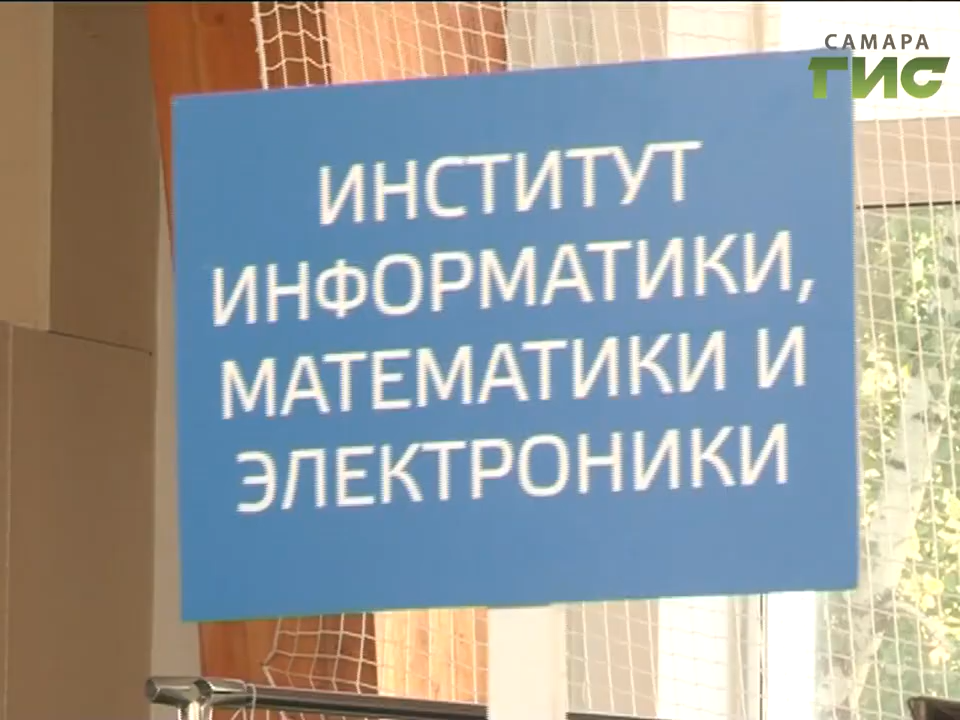 САМАРА
ГИС
ИНСТИТУТ
ИНФОРМАТИКИ,
МАТЕМАТИКИ И
ЭЛЕКТРОНИКИ